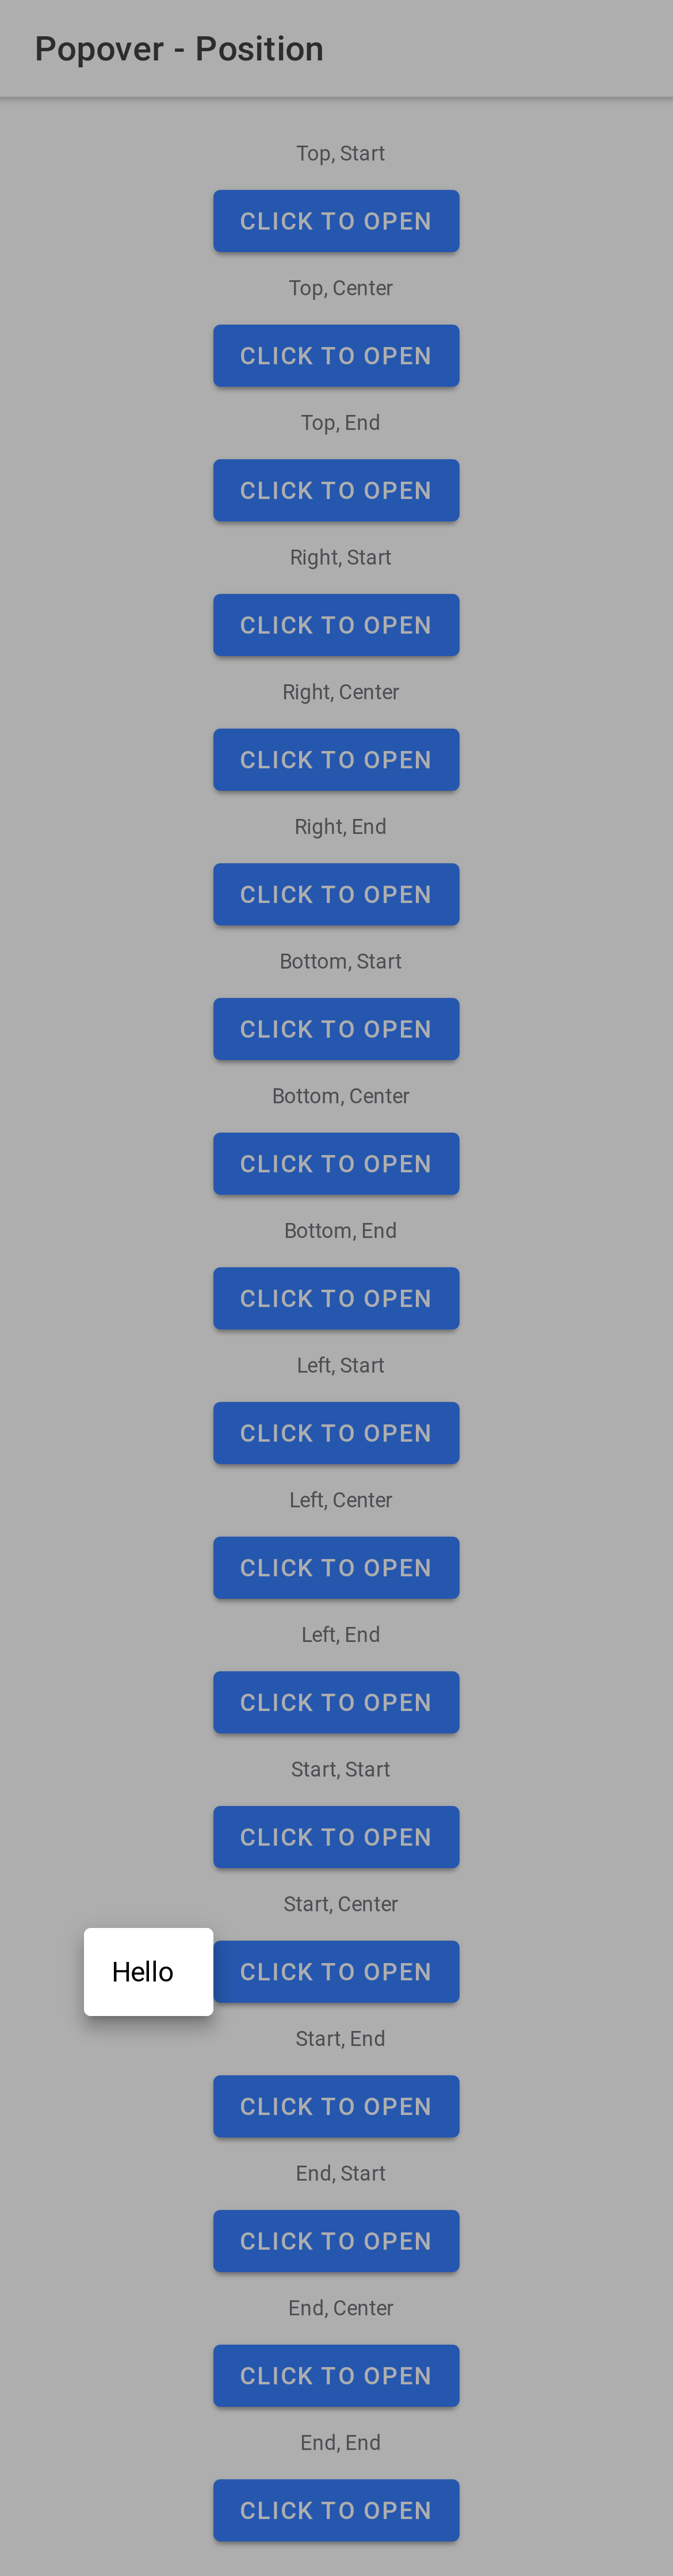 Popover - Position
Top, Start
CLICK TO OPEN
Top, Center
CLICK TO OPEN
Top, End
CLICK TO OPEN
Right, Start
CLICK TO OPEN
Right, Center
CLICK TO OPEN
Right, End
CLICK TO OPEN
Bottom, Start
CLICK TO OPEN
Bottom, Center
CLICK TO OPEN
Bottom, End
CLICK TO OPEN
Left, Start
CLICK TO OPEN
Left, Center
CLICK TO OPEN
Left, End
CLICK TO OPEN
Start, Start
CLICK TO OPEN
Start, Center
Hello
CLICK TO OPEN
Start, End
CLICK TO OPEN
End, Start
CLICK TO OPEN
End, Center
CLICK TO OPEN
End, End
CLICK TO OPEN